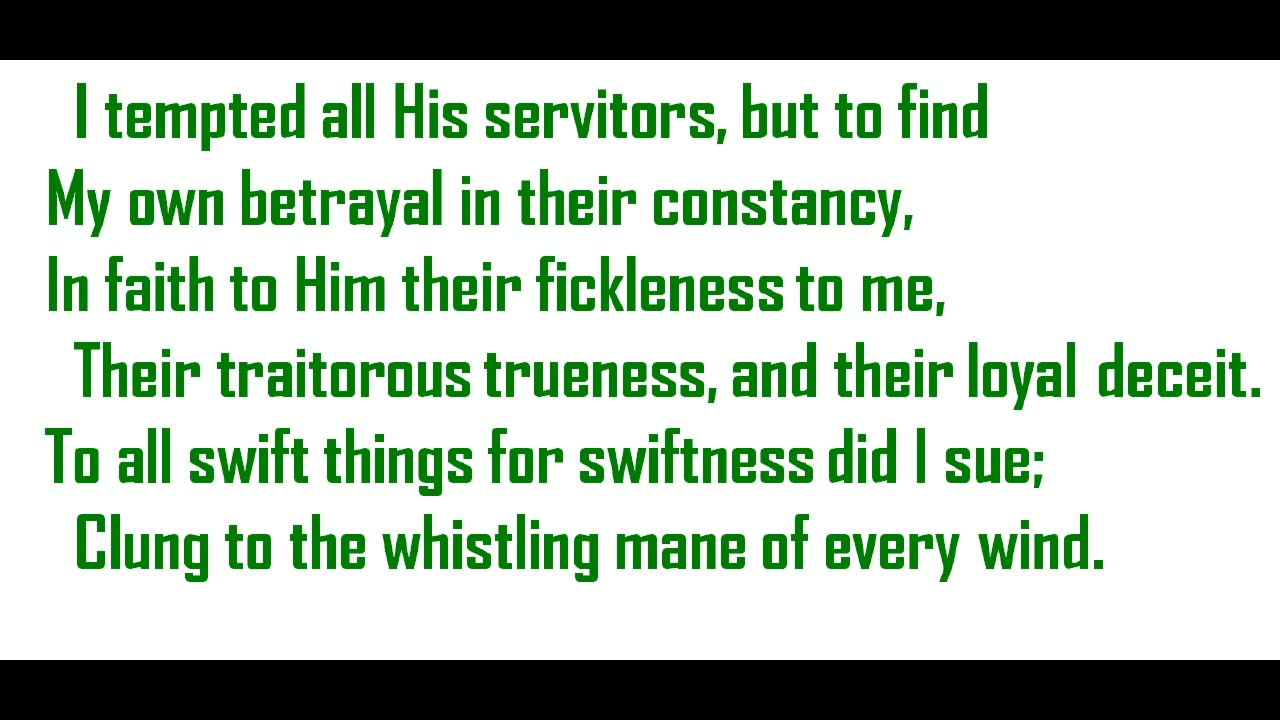 I tempted all His servitors, but to find
My own betrayal in their constancy,
In faith to Him their fickleness to me,
Their traitorous trueness, and their loyal deceit.
To all swift things for swiftness did I sue;
Clung to the whistling mane of every wind.